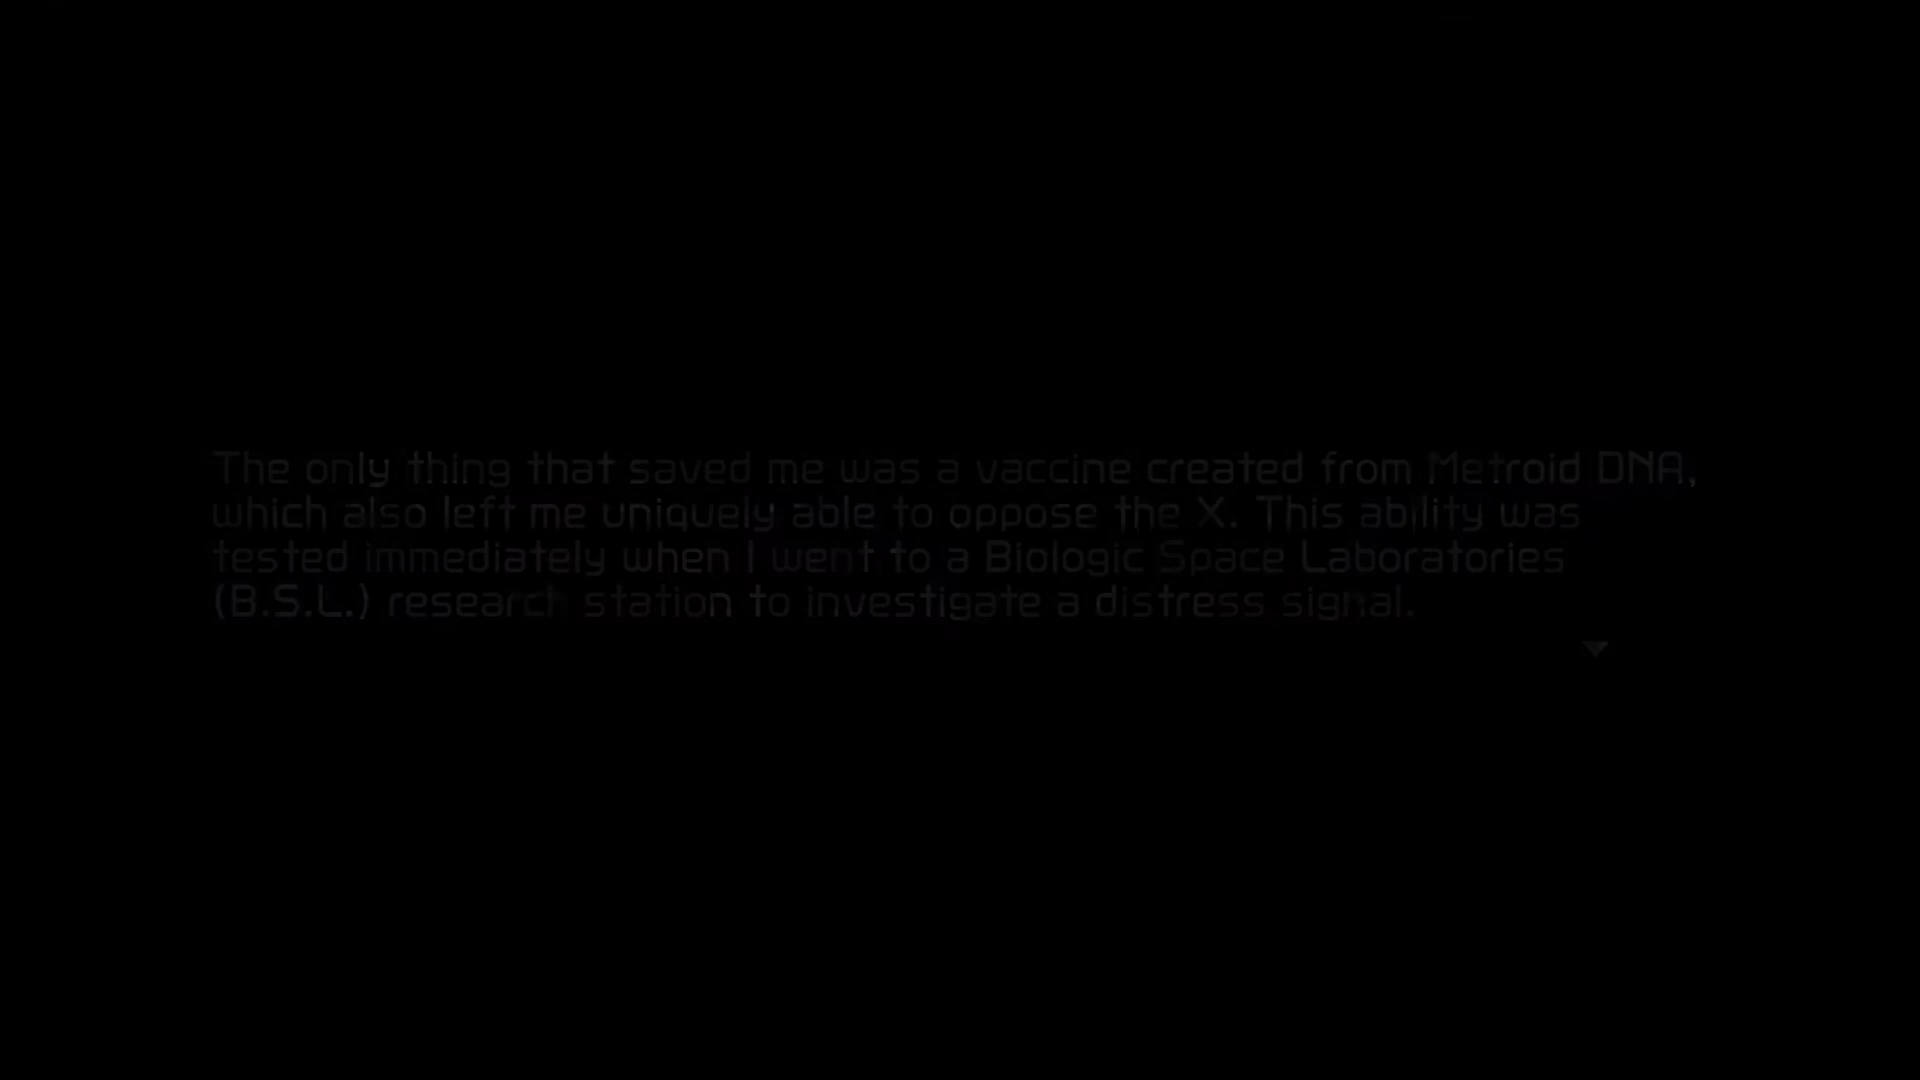 The only thing that saved me was a vaccine created from Metroid DNA,
which also left me uniquely able to oppose the X. This ability was
tested immediately when I went to a Biologic Space Laboratories
(B.S.L.) research station to investigate a distress signal.